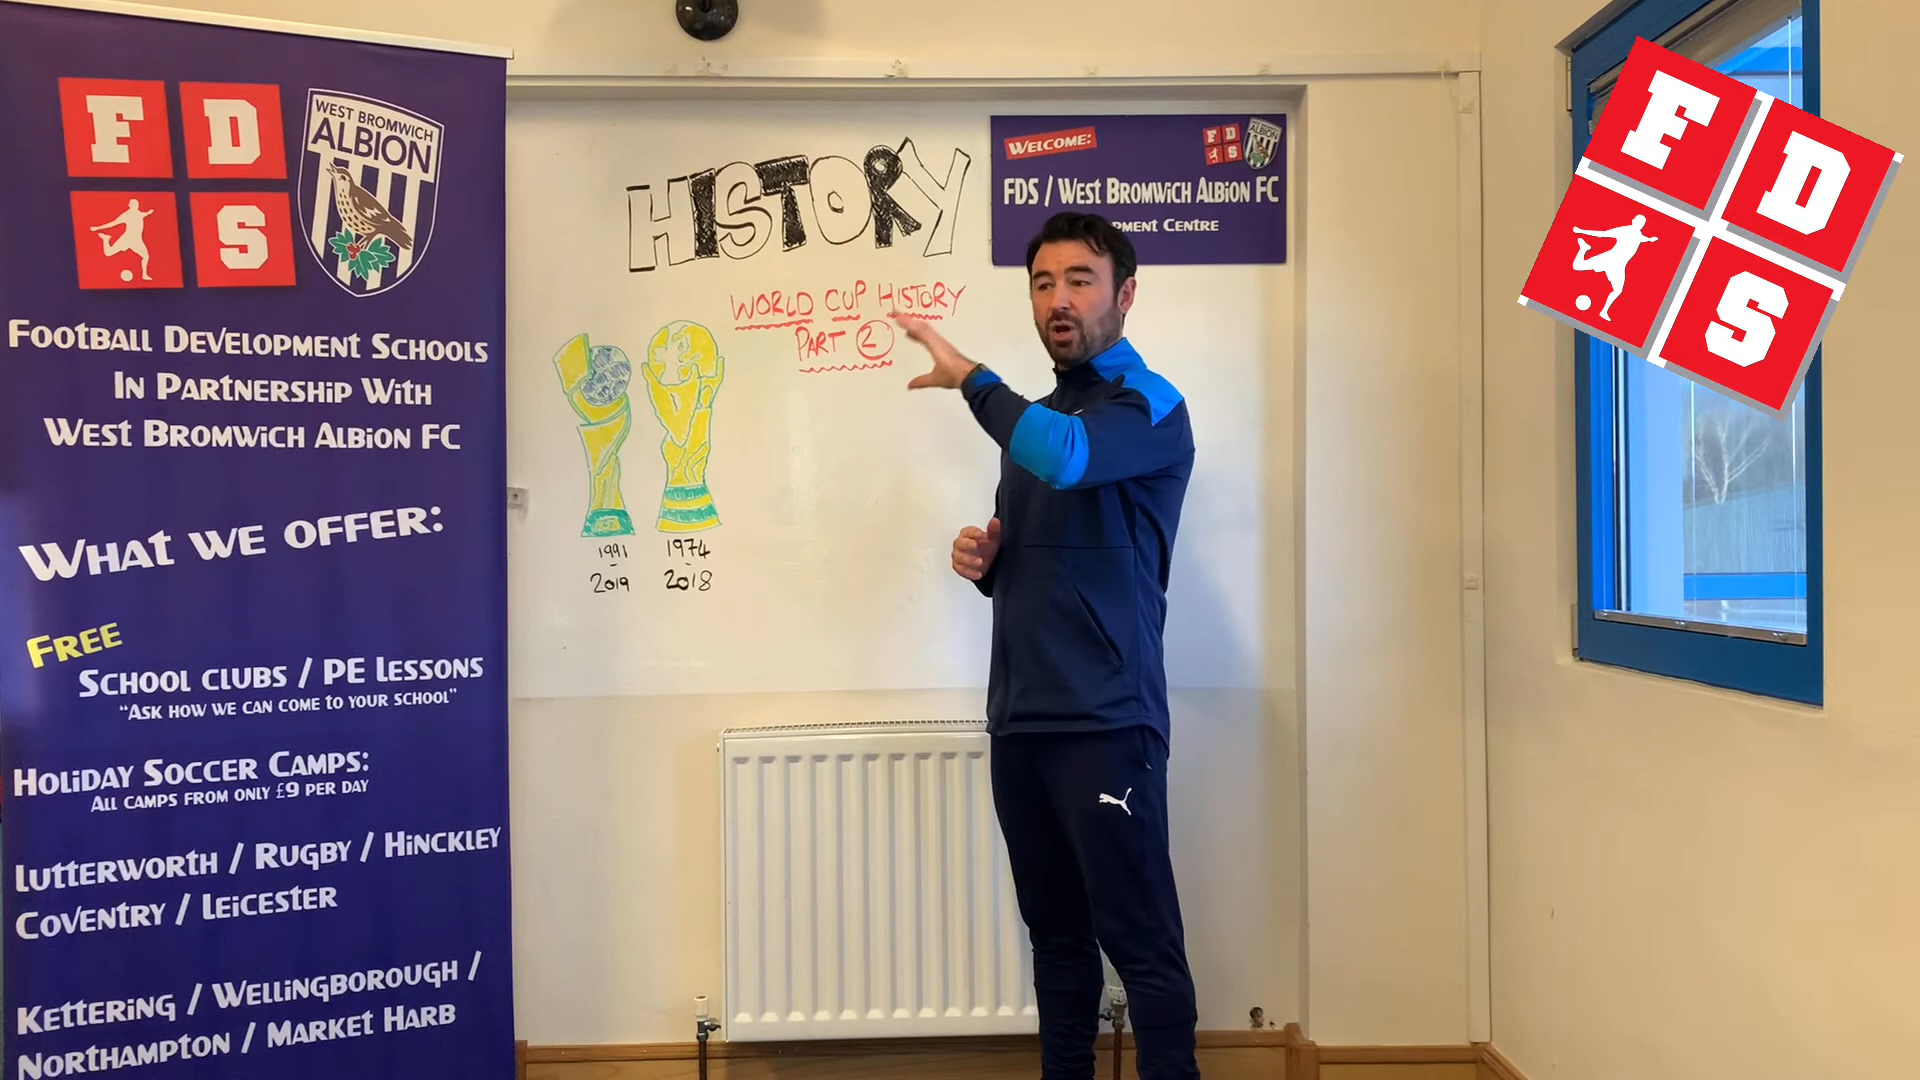 F D
S
WEST BROMWICH
ALBION
FOOTBALL DEVELOPMENT SCHOOLS
IN PARTNERSHIP WITH
WEST BROMWICH ALBION FC
WHAT WE OFFER:
FREE
SCHOOL CLUBS / PE LESSONS
"ASK HOW WE CAN COME TO YOUR SCHOOL"
HOLIDAY SOCCER CAMPS:
ALL CAMPS FROM ONLY £9 PER DAY
LUTTERWORTH / RUGBY / HINCKLEY
COVENTRY / LEICESTER
KETTERING / WELLINGBOROUGH /
NORTHAMPTON / MARKET HARB
HISTORY
WORLD CUP HISTORY
PART 2
1991 - 2019
1974 - 2018
WELCOME:
F D
S
ALBION
FDS / WEST BROMWICH ALBION FC
PMENT CENTRE
F D
S